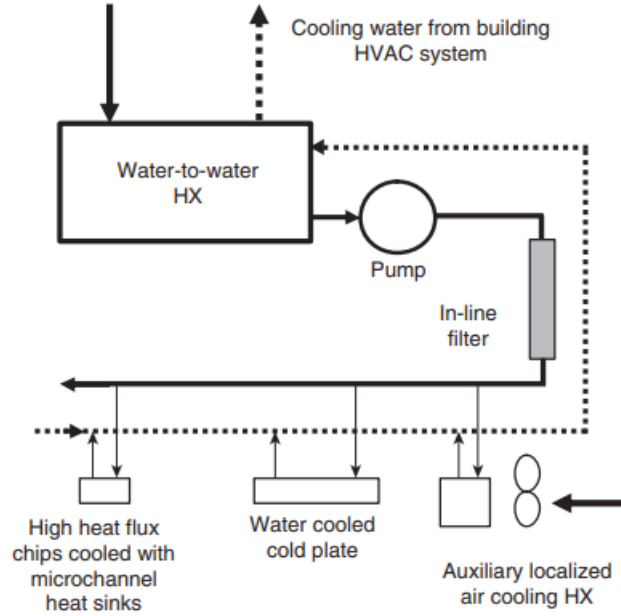 Cooling water from building
HVAC system
Water-to-water
HX
Pump
In-line
filter
High heat flux
chips cooled with
microchannel
heat sinks
Water cooled
cold plate
Auxiliary localized
air cooling HX